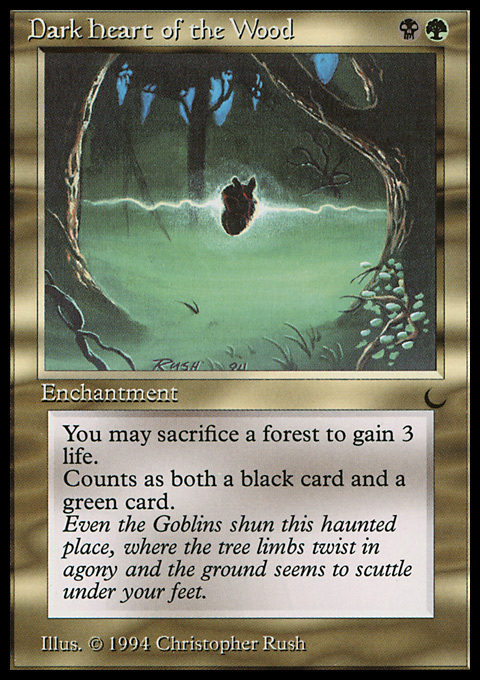 Dark Heart of the Wood
RUSH 94
Enchantment
You may sacrifice a forest to gain 3
life.
Counts as both a black card and a
green card.
Even the Goblins shun this haunted
place, where the tree limbs twist in
agony and the ground seems to scuttle
under your feet.
Illus. © 1994 Christopher Rush